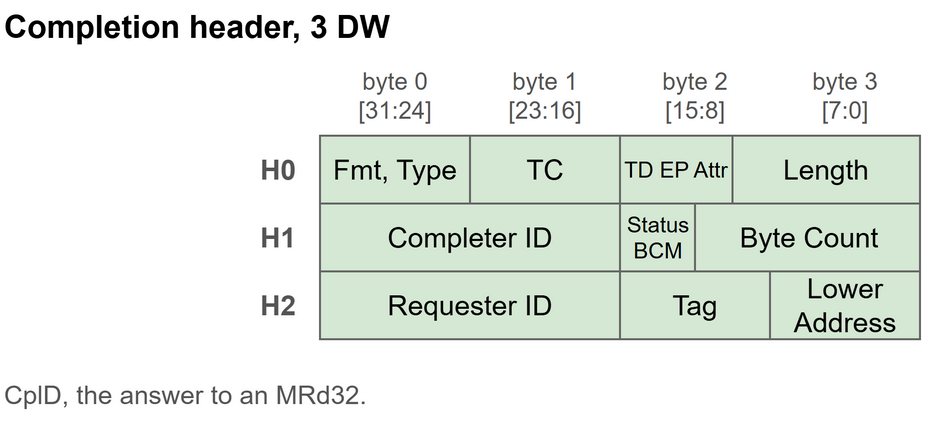 Completion header, 3 DW
byte 0 byte 1 byte 2 byte 3
[31:24] [23:16] [15:8] [7:0]
H0 Fmt, Type TC TD EP Attr Length
H1 Completer ID Status BCM Byte Count
H2 Requester ID Tag Lower Address
CplD, the answer to an MRd32.